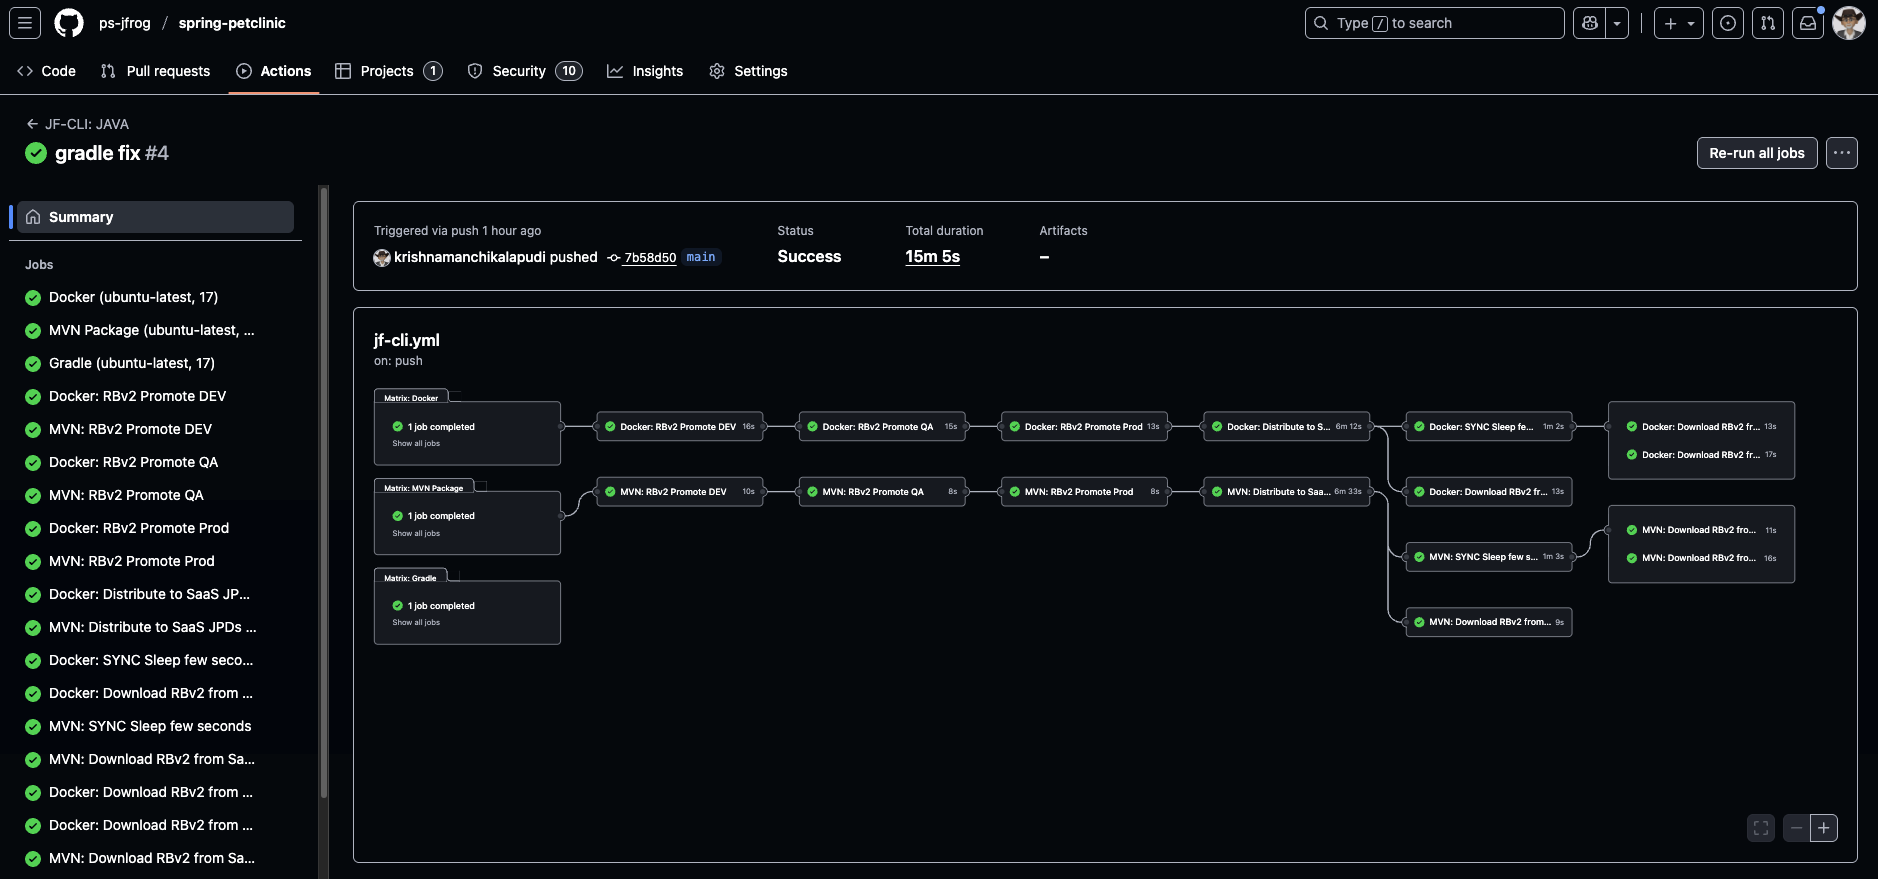 ps-jfrog / spring-petclinic
Type / to search
Code
Pull requests
Actions
Projects 1
Security 10
Insights
Settings
← JF-CLI: JAVA
gradle fix #4
Re-run all jobs
Summary
Jobs
Docker (ubuntu-latest, 17)
MVN Package (ubuntu-latest, ...
Gradle (ubuntu-latest, 17)
Docker: RBv2 Promote DEV
MVN: RBv2 Promote DEV
Docker: RBv2 Promote QA
MVN: RBv2 Promote QA
Docker: RBv2 Promote Prod
MVN: RBv2 Promote Prod
Docker: Distribute to SaaS JP...
MVN: Distribute to SaaS JPDs ...
Docker: SYNC Sleep few seco...
Docker: Download RBv2 from ...
MVN: SYNC Sleep few seconds
MVN: Download RBv2 from Sa...
Docker: Download RBv2 from ...
Docker: Download RBv2 from ...
MVN: Download RBv2 from Sa...
Triggered via push 1 hour ago
krishnamanchikalapudi pushed 7b58d50 main
Status
Success
Total duration
15m 5s
Artifacts
–
jf-cli.yml
on: push
Matrix: Docker
1 job completed
Show all jobs
Docker: RBv2 Promote DEV 16s
Docker: RBv2 Promote QA 15s
Docker: RBv2 Promote Prod 13s
Docker: Distribute to S... 6m 12s
Docker: SYNC Sleep fe... 1m 2s
Docker: Download RBv2 fr... 13s
Docker: Download RBv2 fr... 17s
Matrix: MVN Package
1 job completed
Show all jobs
MVN: RBv2 Promote DEV 10s
MVN: RBv2 Promote QA 8s
MVN: RBv2 Promote Prod 8s
MVN: Distribute to Saa... 6m 33s
Docker: Download RBv2 fr... 13s
MVN: SYNC Sleep few s... 1m 3s
MVN: Download RBv2 fro... 11s
MVN: Download RBv2 fro... 16s
Matrix: Gradle
1 job completed
Show all jobs
MVN: Download RBv2 from... 9s